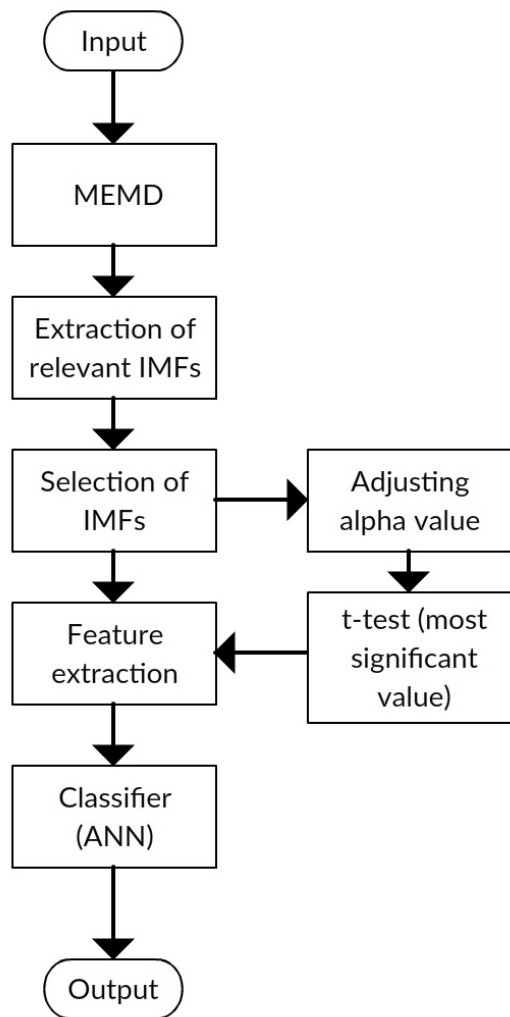 Input
MEMD
Extraction of
relevant IMFs
Selection of
IMFs
Adjusting
alpha value
Feature
extraction
t-test (most
significant
value)
Classifier
(ANN)
Output